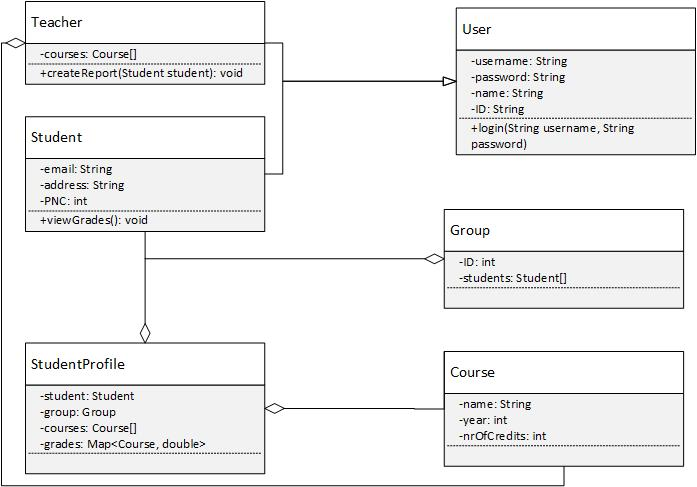 Teacher
-courses: Course[]
+createReport(Student student): void
User
-username: String
-password: String
-name: String
-ID: String
+login(String username, String
password)
Student
-email: String
-address: String
-PNC: int
+viewGrades(): void
Group
-ID: int
-students: Student[]
StudentProfile
-student: Student
-group: Group
-courses: Course[]
-grades: Map<Course, double>
Course
-name: String
-year: int
-nrOfCredits: int